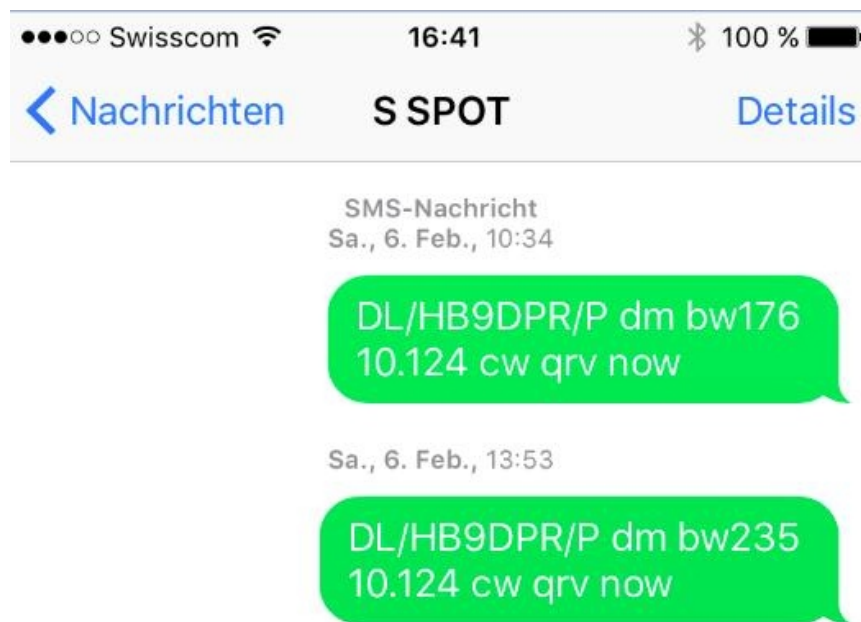 Swisscom 16:41 100 %
Nachrichten S SPOT Details
SMS-Nachricht
Sa., 6. Feb., 10:34
DL/HB9DPR/P dm bw176
10.124 cw qrv now
Sa., 6. Feb., 13:53
DL/HB9DPR/P dm bw235
10.124 cw qrv now